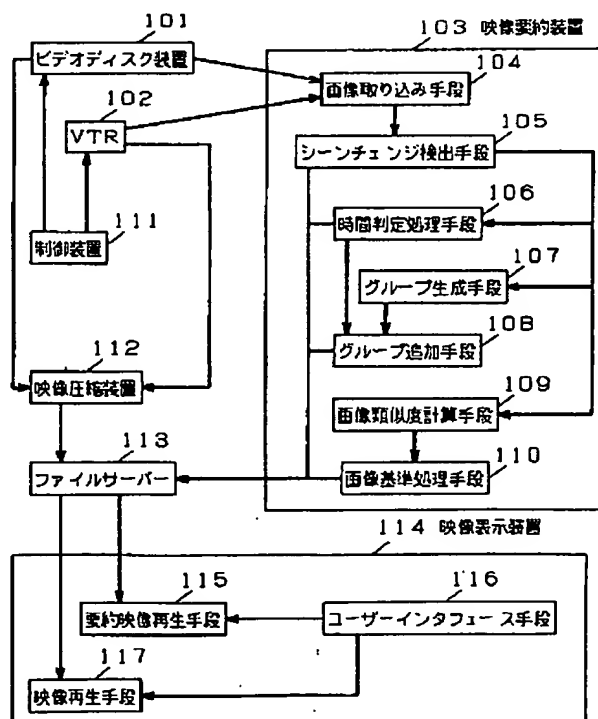 101
ビデオディスク装置
103 映像要約装置
104
画像取り込み手段
102
VTR
105
シーンチェンジ検出手段
106
時間判定処理手段
111
制御装置
107
グループ生成手段
108
グループ追加手段
112
映像圧縮装置
109
画像類似度計算手段
113
ファイルサーバー
110
画像基準処理手段
114 映像表示装置
115
要約映像再生手段
116
ユーザーインタフェース手段
117
映像再生手段